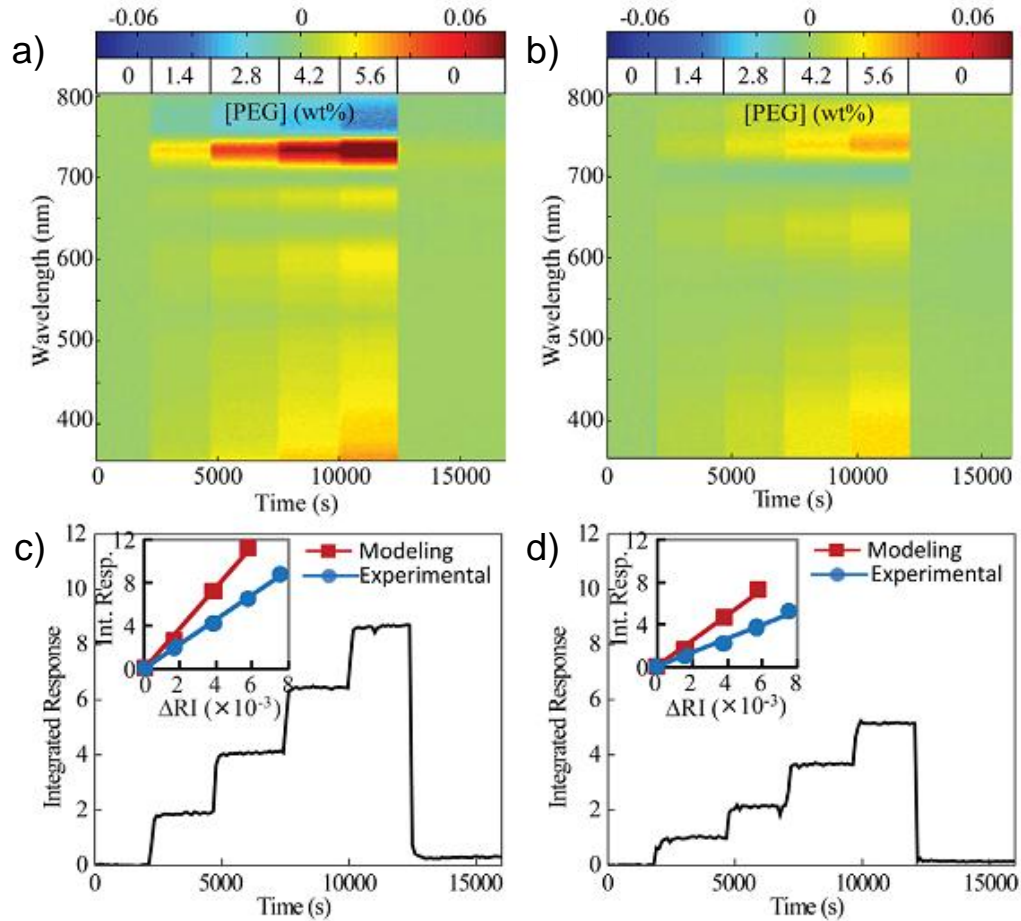 a)
-0.06 0 0.06
0 1.4 2.8 4.2 5.6 0
[PEG] (wt%)
800
700
600
500
400
Wavelength (nm)
0 5000 10000 15000
Time (s)
b)
-0.06 0 0.06
0 1.4 2.8 4.2 5.6 0
[PEG] (wt%)
800
700
600
500
400
Wavelength (nm)
0 5000 10000 15000
Time (s)
c)
12
10
8
6
4
2
0
Integrated Response
12
8
4
0
Int. Resp.
0 2 4 6 8
ΔRI (×10⁻³)
Modeling
Experimental
0 5000 10000 15000
Time (s)
d)
12
10
8
6
4
2
0
Integrated Response
12
8
4
0
Int. Resp.
0 2 4 6 8
ΔRI (×10⁻³)
Modeling
Experimental
0 5000 10000 15000
Time (s)